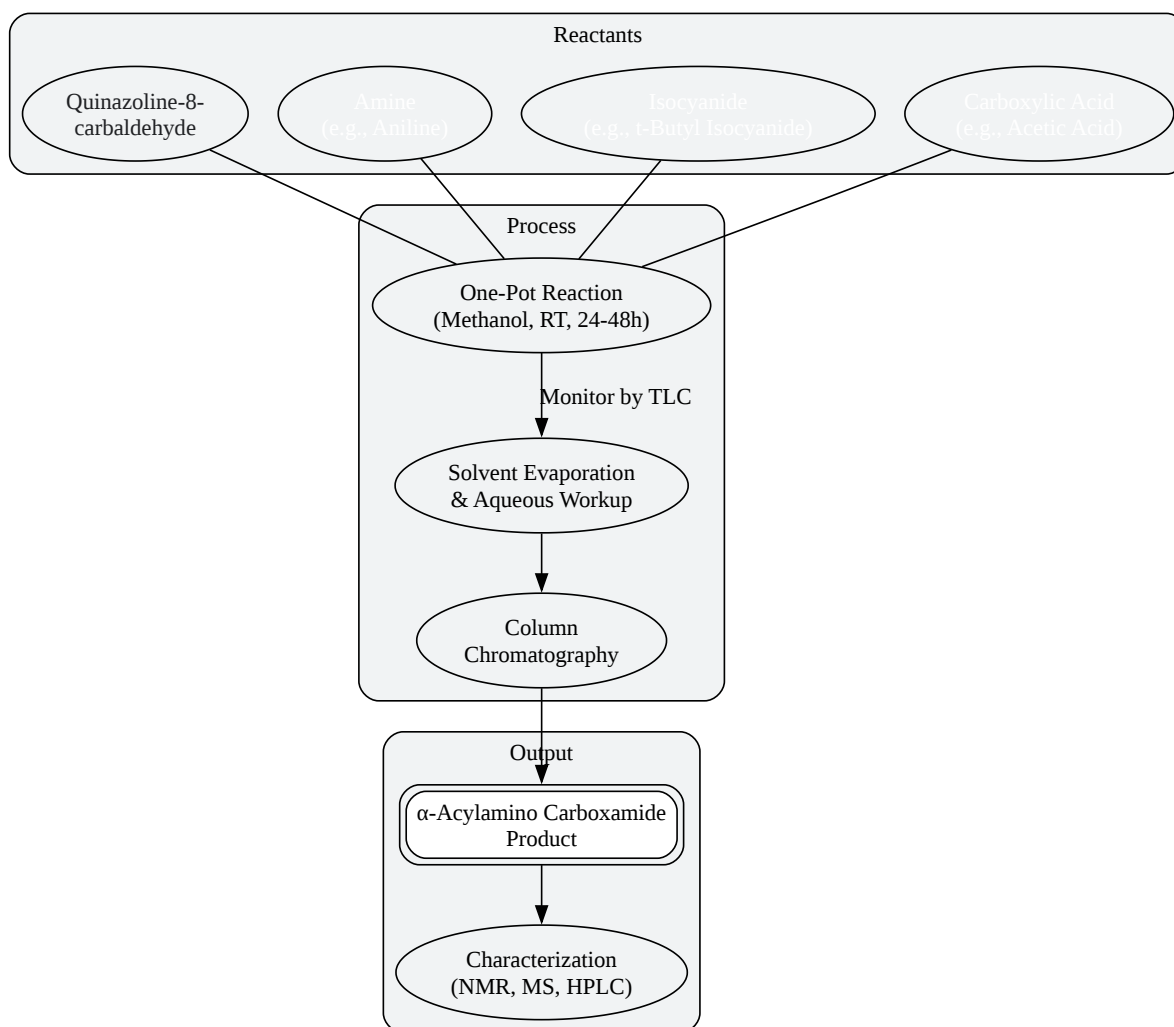 Reactants
Quinazoline-8-
carbaldehyde
Amine
(e.g., Aniline)
Isocyanide
(e.g., t-Butyl Isocyanide)
Carboxylic Acid
(e.g., Acetic Acid)
Process
One-Pot Reaction
(Methanol, RT, 24-48h)
Monitor by TLC
Solvent Evaporation
& Aqueous Workup
Column
Chromatography
Output
α-Acylamino Carboxamide
Product
Characterization
(NMR, MS, HPLC)